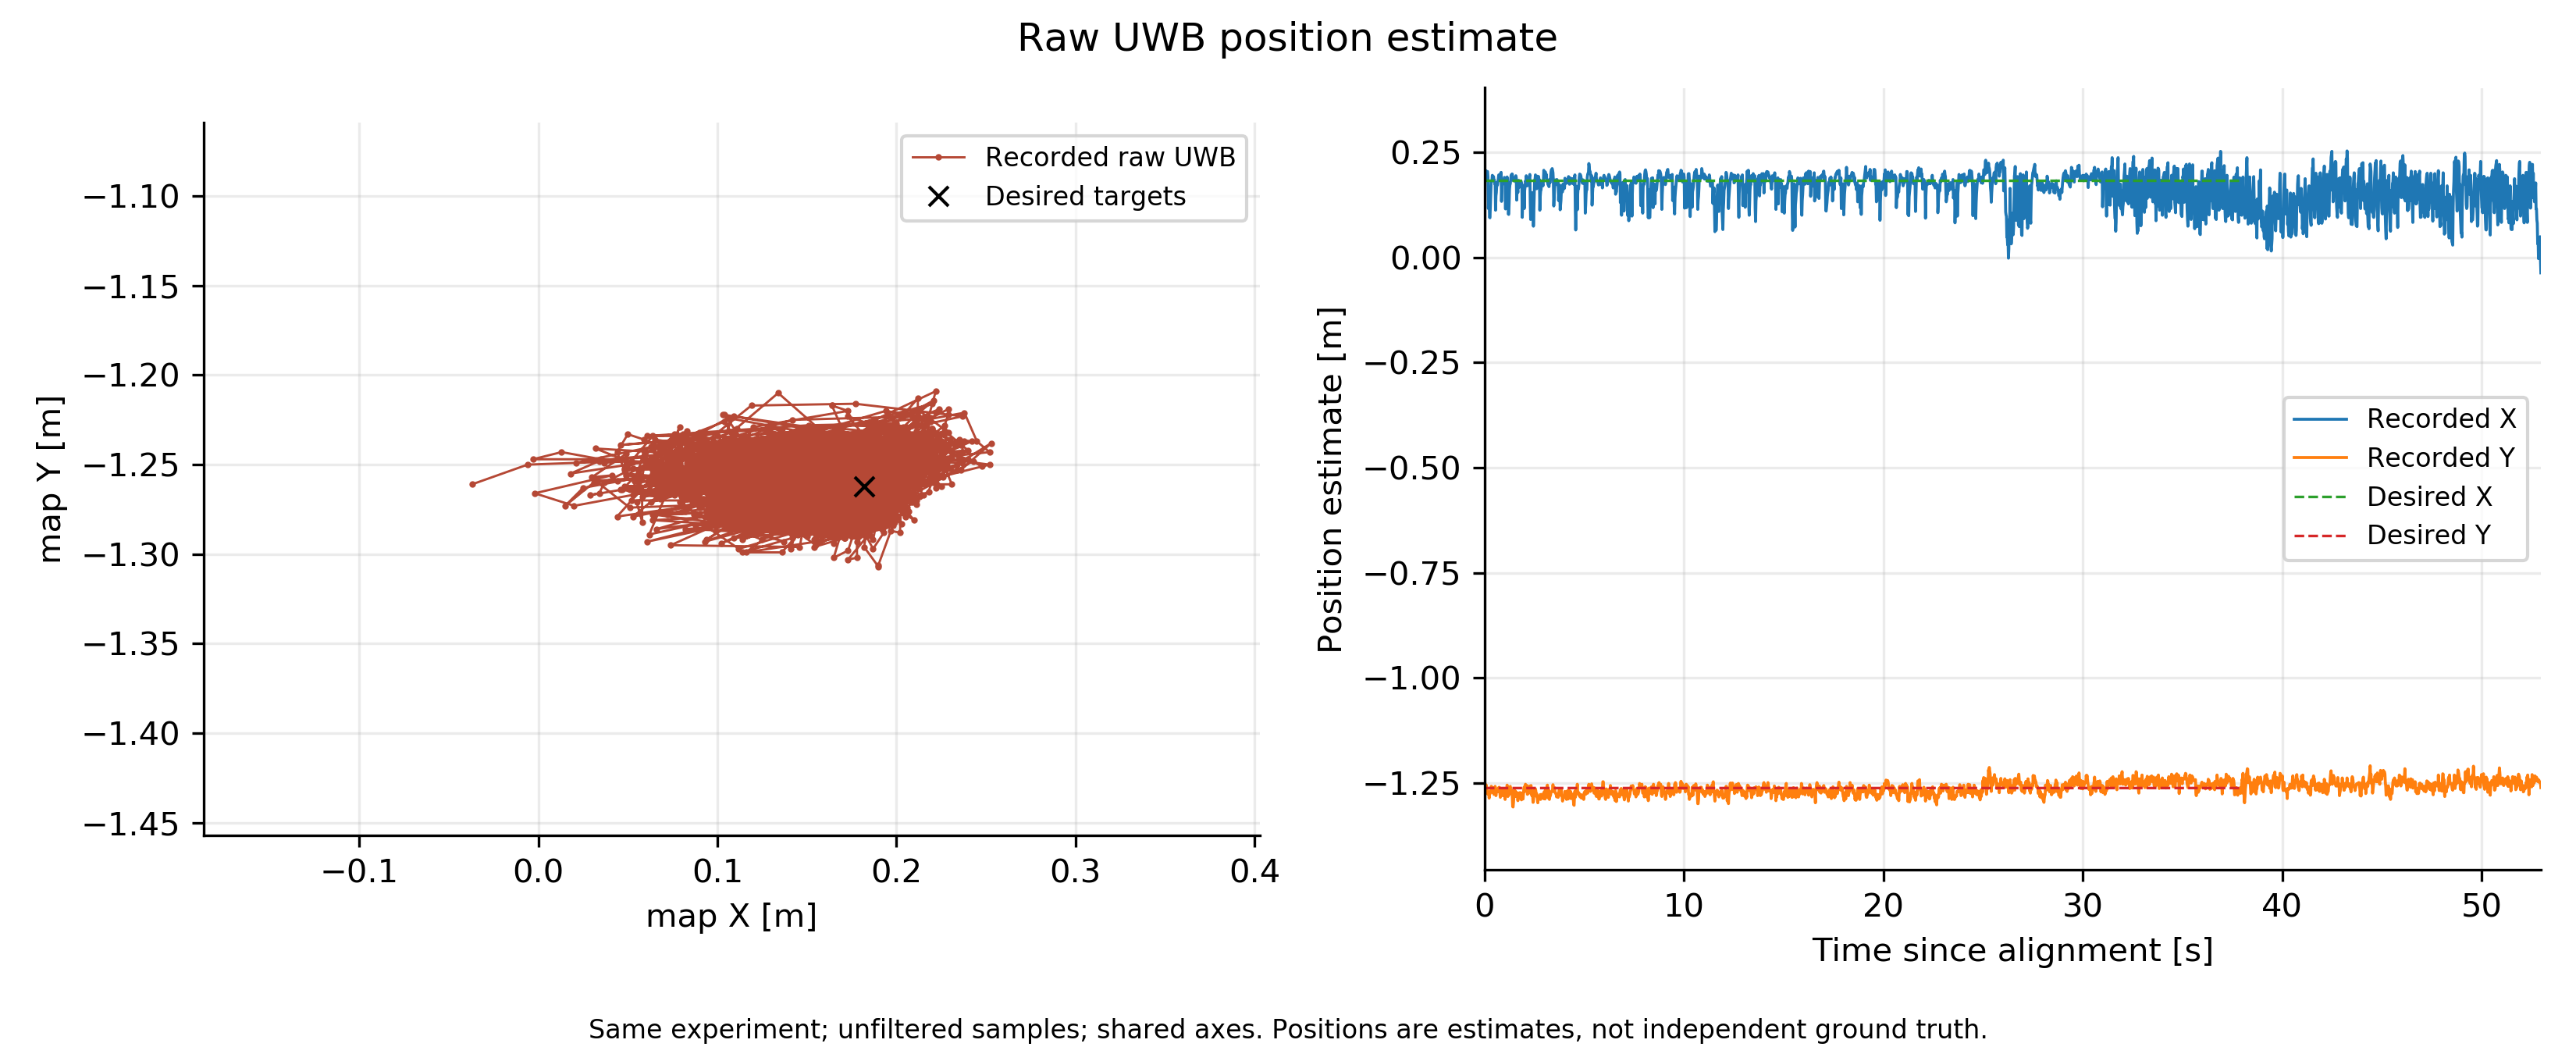 Raw UWB position estimate
Recorded raw UWB
Desired targets
−1.10
−1.15
−1.20
−1.25
−1.30
−1.35
−1.40
−1.45
map Y [m]
−0.1 0.0 0.1 0.2 0.3 0.4
map X [m]
0.25
0.00
−0.25
−0.50
−0.75
−1.00
−1.25
Position estimate [m]
Recorded X
Recorded Y
Desired X
Desired Y
0 10 20 30 40 50
Time since alignment [s]
Same experiment; unfiltered samples; shared axes. Positions are estimates, not independent ground truth.